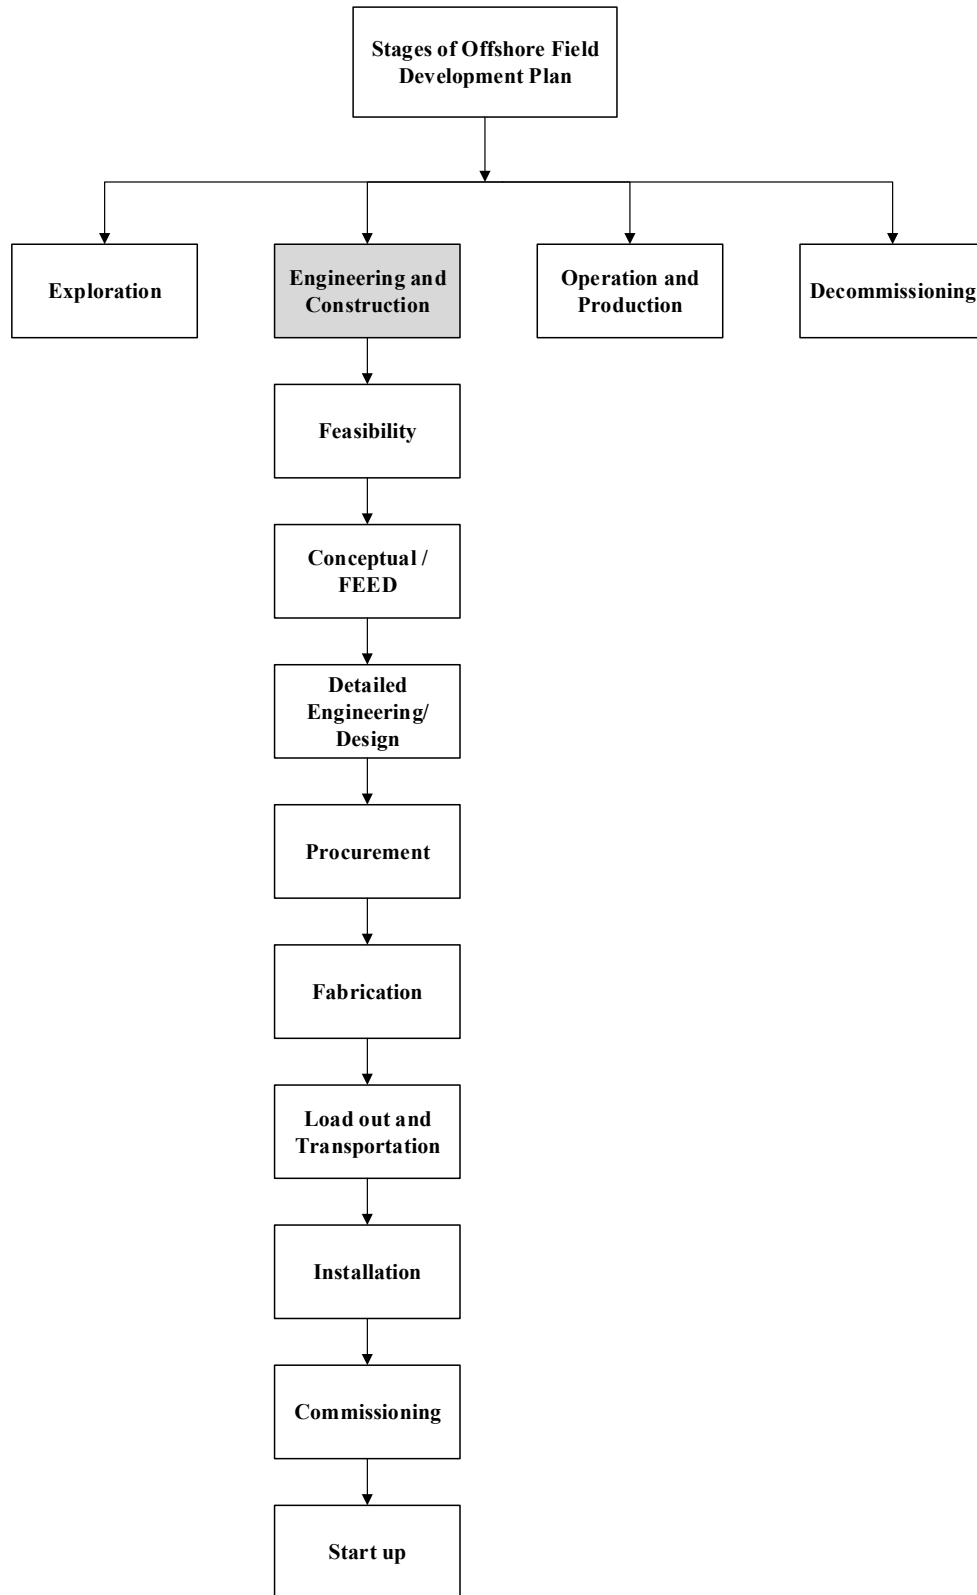 Stages of Offshore Field
Development Plan
Exploration
Engineering and
Construction
Operation and
Production
Decommissioning
Feasibility
Conceptual /
FEED
Detailed
Engineering/
Design
Procurement
Fabrication
Load out and
Transportation
Installation
Commissioning
Start up